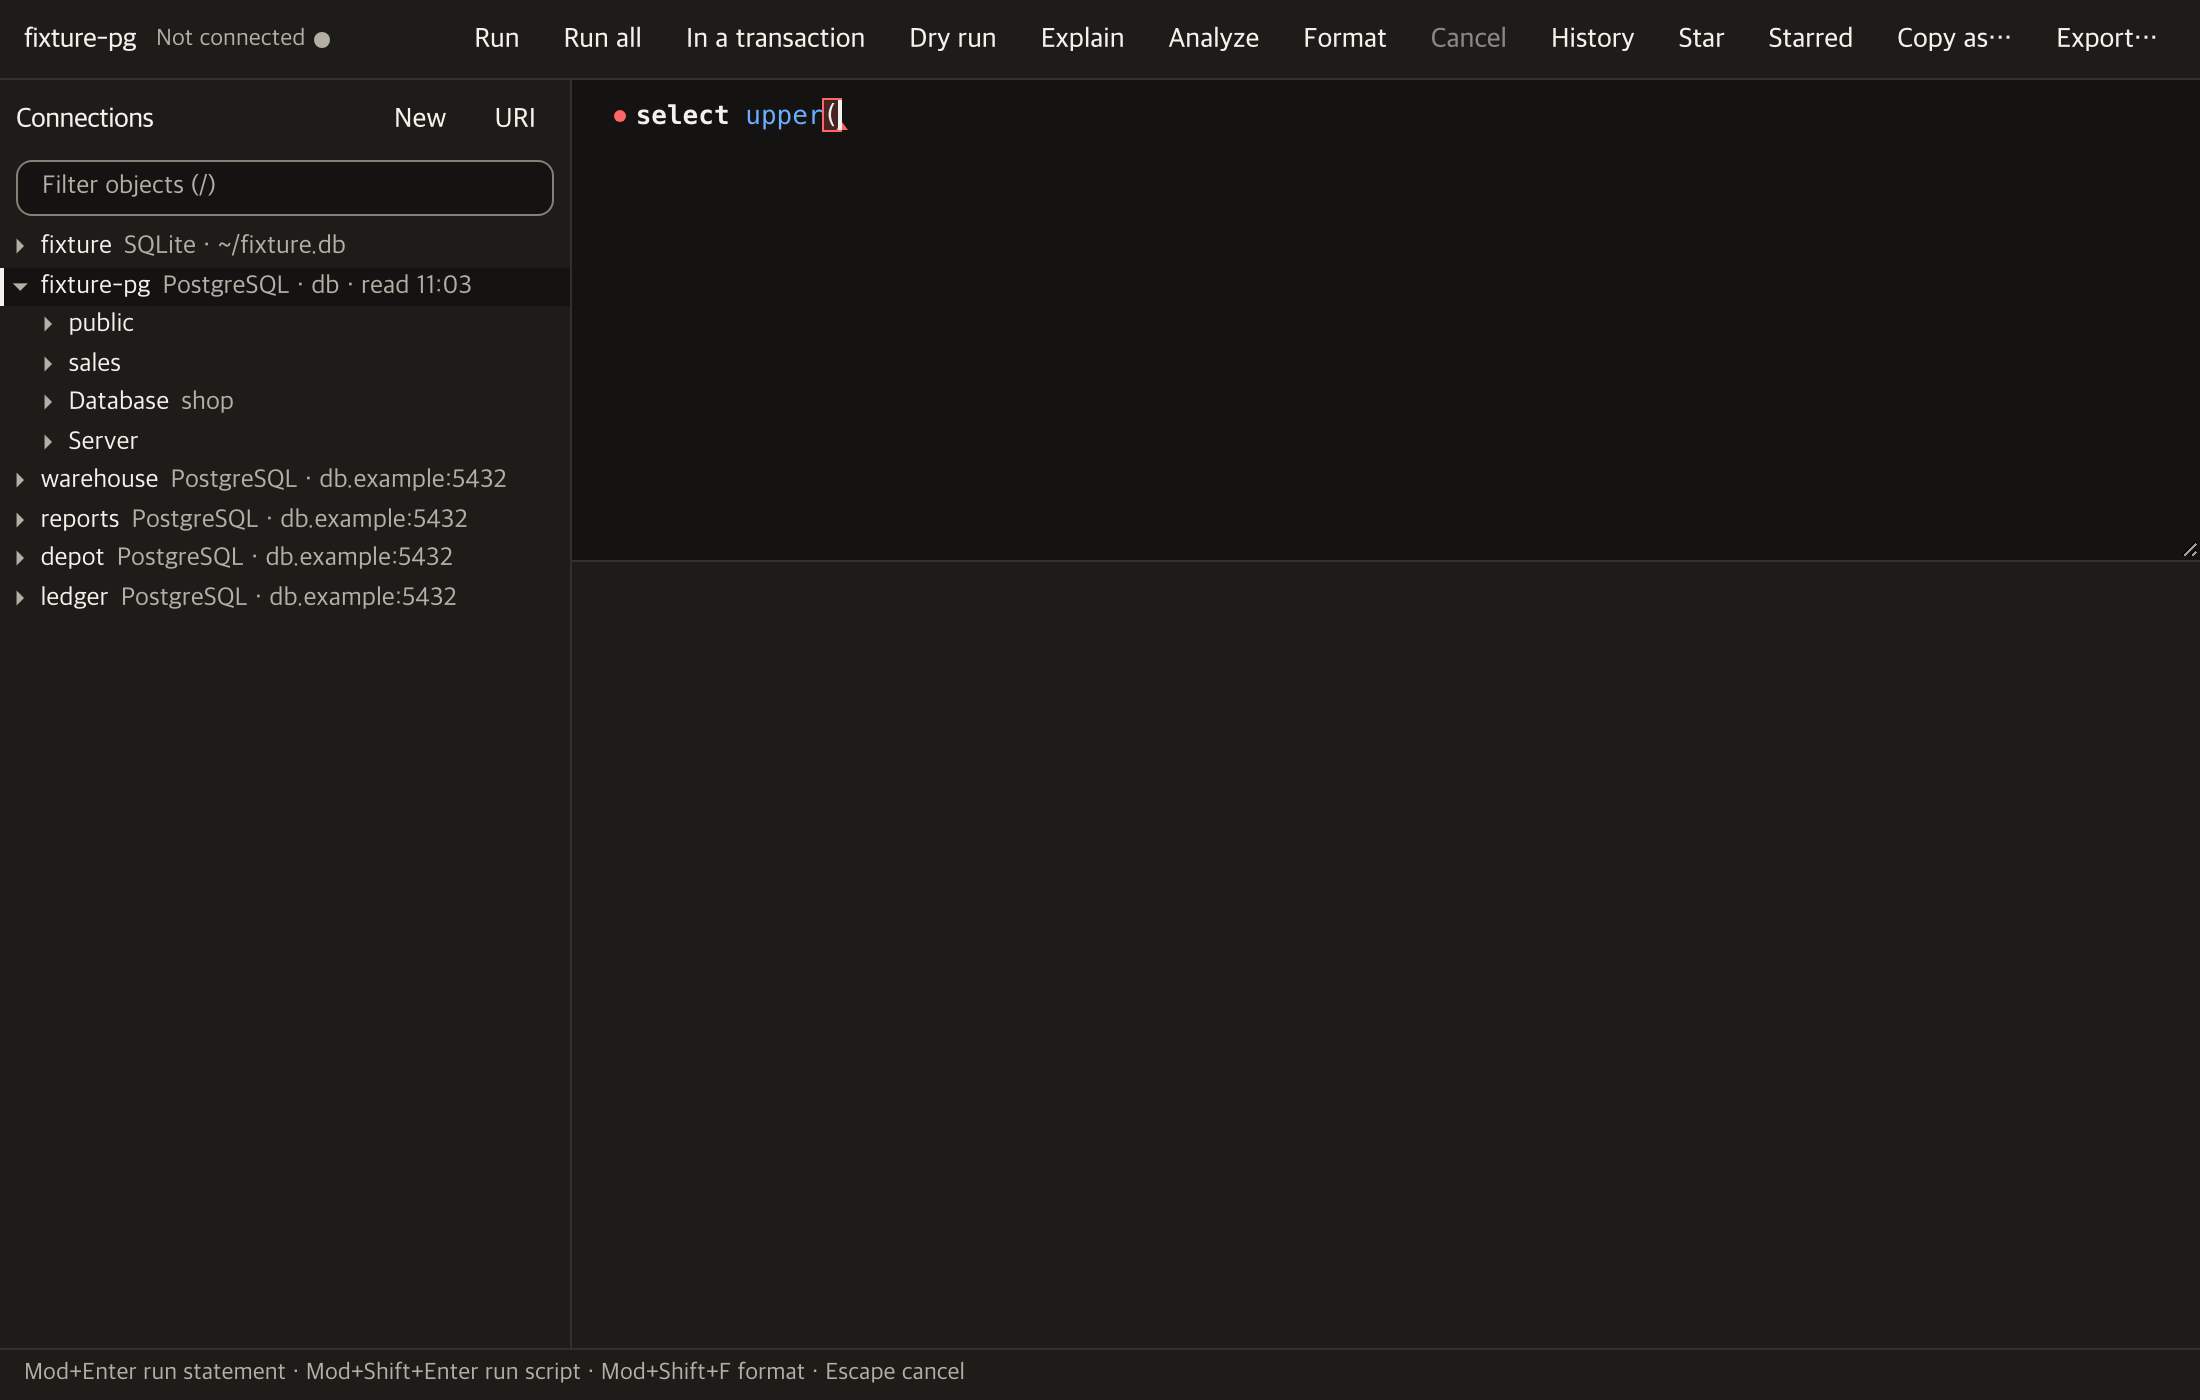 fixture-pg Not connected Run Run all In a transaction Dry run Explain Analyze Format Cancel History Star Starred Copy as… Export…
Connections New URI
Filter objects (/)
fixture SQLite · ~/fixture.db
fixture-pg PostgreSQL · db · read 11:03
public
sales
Database shop
Server
warehouse PostgreSQL · db.example:5432
reports PostgreSQL · db.example:5432
depot PostgreSQL · db.example:5432
ledger PostgreSQL · db.example:5432
select upper(
Mod+Enter run statement · Mod+Shift+Enter run script · Mod+Shift+F format · Escape cancel